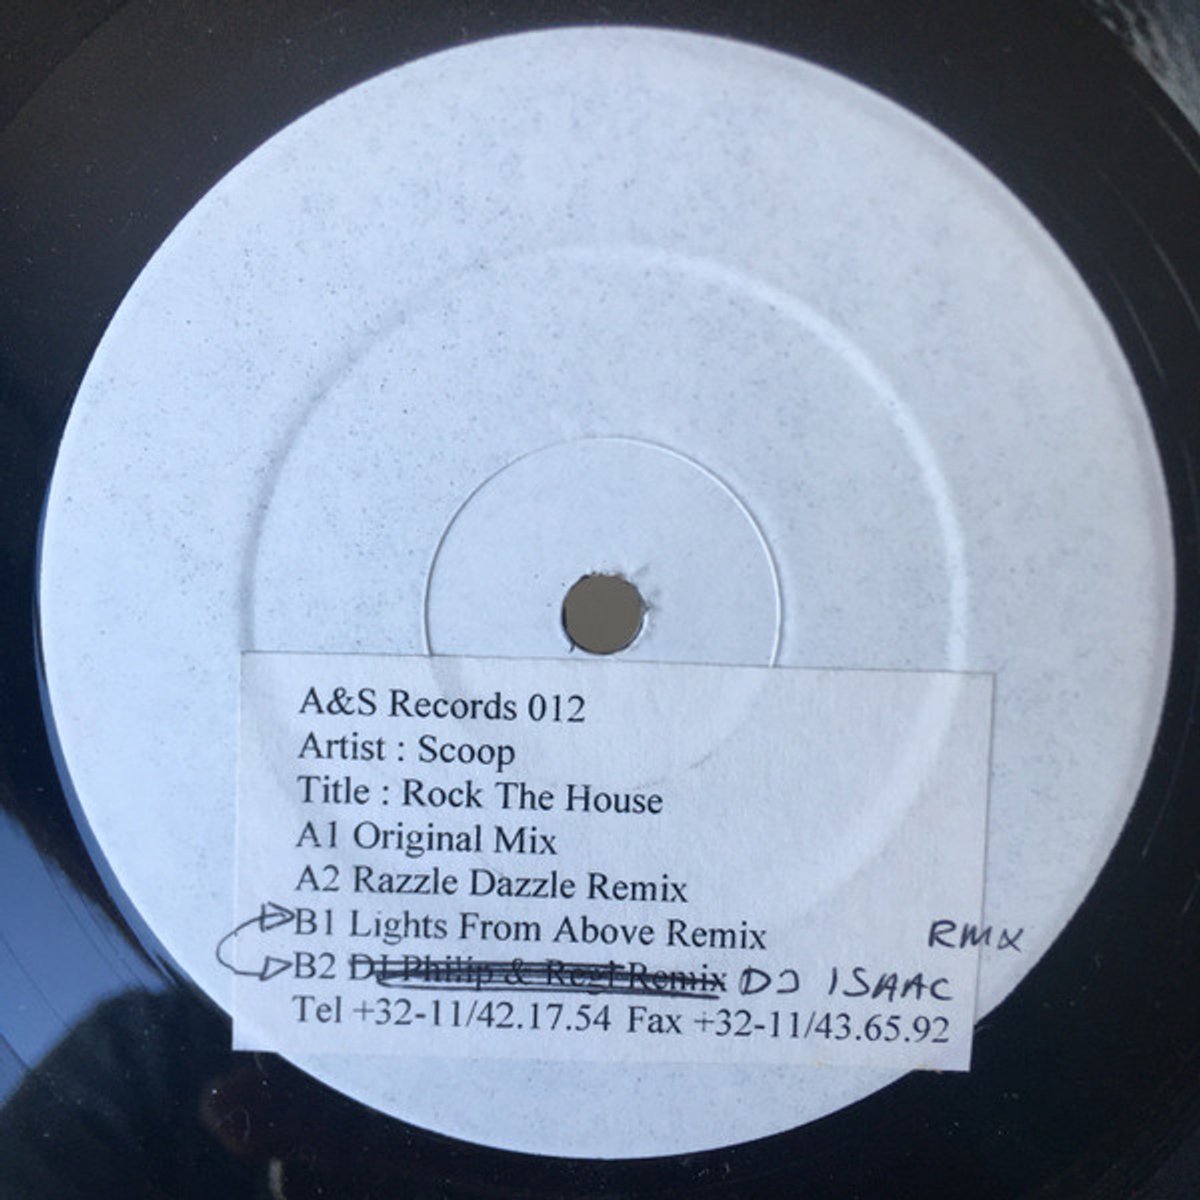 A&S Records 012
Artist : Scoop
Title : Rock The House
A1 Original Mix
A2 Razzle Dazzle Remix
B1 Lights From Above Remix
RMX
B2 DJ Philip & Regi Remix DJ ISAAC
Tel +32-11/42.17.54 Fax +32-11/43.65.92